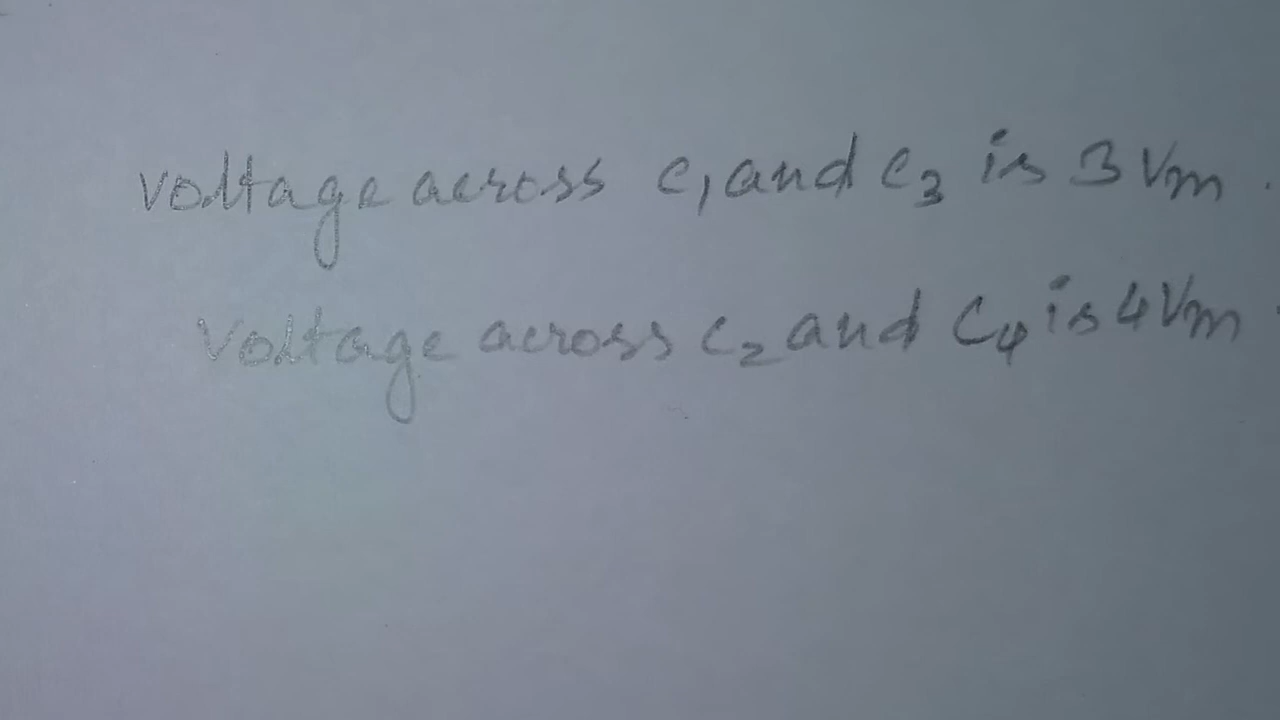 voltage across C₁ and C₃ is 3Vm.
Voltage across C₂ and C₄ is 4Vm.